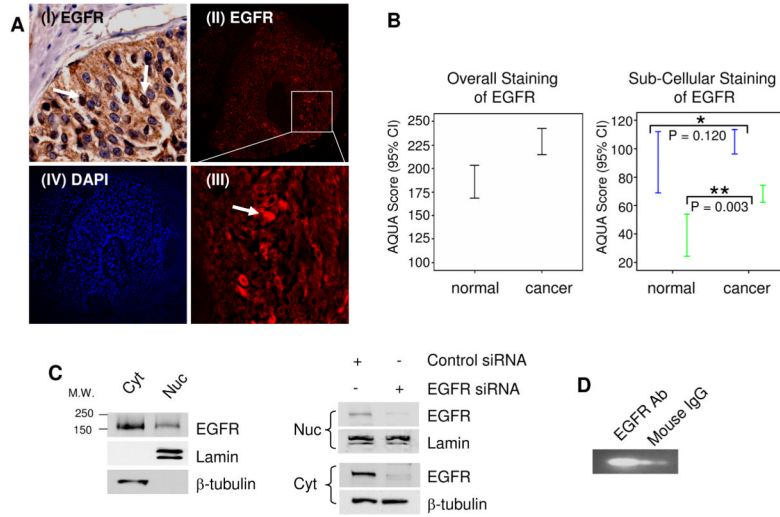 A
(I) EGFR
(II) EGFR
(IV) DAPI
(III)
B
Overall Staining
of EGFR
AQUA Score (95% CI)
250
225
200
175
150
125
100
normal cancer
Sub-Cellular Staining
of EGFR
AQUA Score (95% CI)
120
100
80
60
40
20
*
P = 0.120
**
P = 0.003
normal cancer
C
M.W.
Cyt Nuc
250
150
EGFR
Lamin
β-tubulin
+ - Control siRNA
- + EGFR siRNA
Nuc
EGFR
Lamin
Cyt
EGFR
β-tubulin
D
EGFR Ab
Mouse IgG